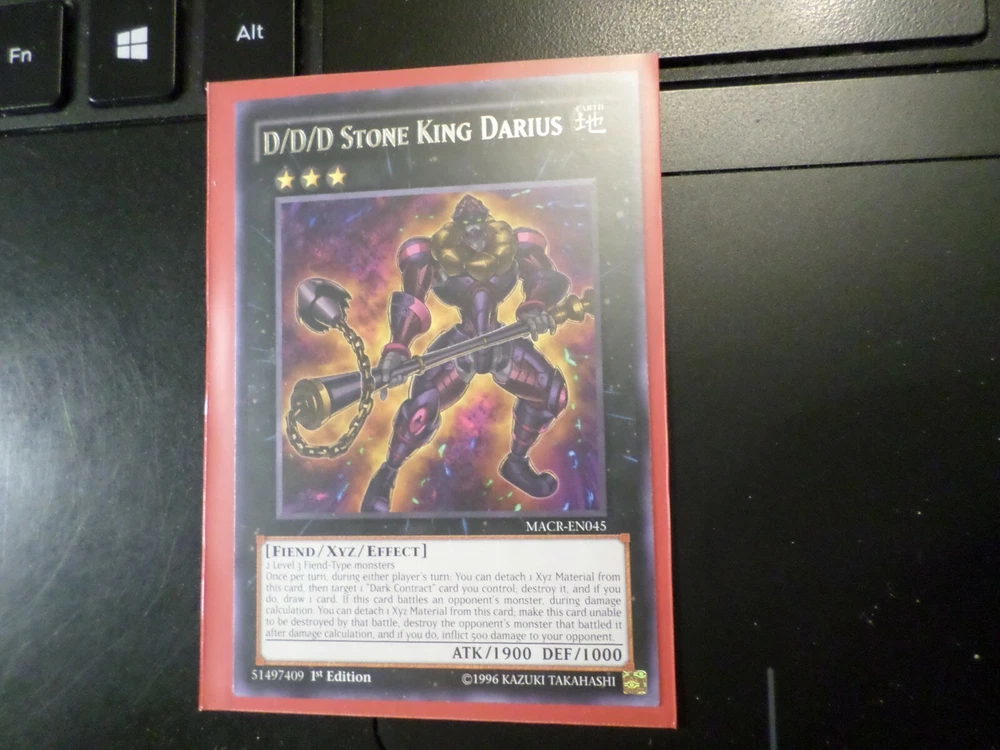 Fn
Alt
D/D/D STONE KING DARIUS
EARTH
地
MACR-EN045
[FIEND/XYZ/EFFECT]
2 Level 3 Fiend-Type monsters
Once per turn, during either player's turn: You can detach 1 Xyz Material from
this card, then target 1 "Dark Contract" card you control; destroy it, and if you
do, draw 1 card. If this card battles an opponent's monster, during damage
calculation: You can detach 1 Xyz Material from this card; make this card unable
to be destroyed by that battle, destroy the opponent's monster that battled it
after damage calculation, and if you do, inflict 500 damage to your opponent.
ATK/1900 DEF/1000
51497409 1st Edition
©1996 KAZUKI TAKAHASHI